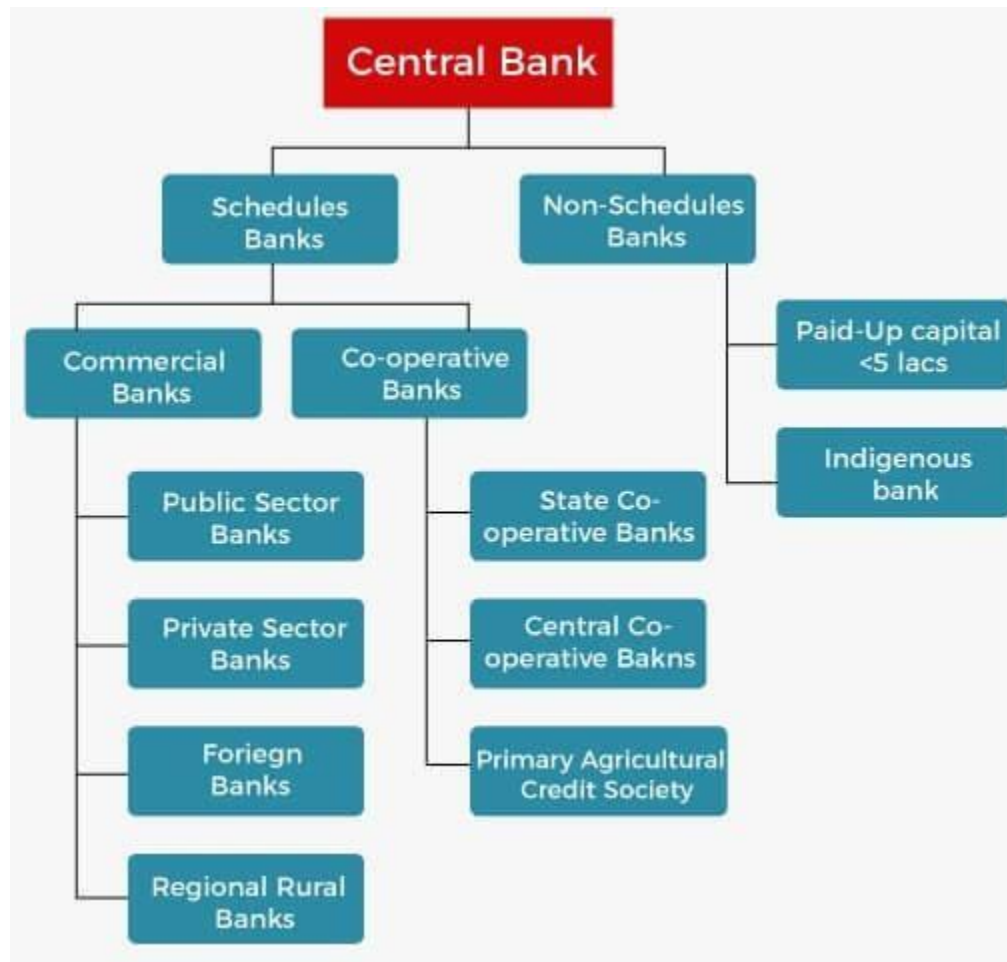 Central Bank
Schedules
Banks
Non-Schedules
Banks
Commercial
Banks
Co-operative
Banks
Paid-Up capital
<5 lacs
Indigenous
bank
Public Sector
Banks
State Co-
operative Banks
Private Sector
Banks
Central Co-
operative Bakns
Foriegn
Banks
Primary Agricultural
Credit Society
Regional Rural
Banks